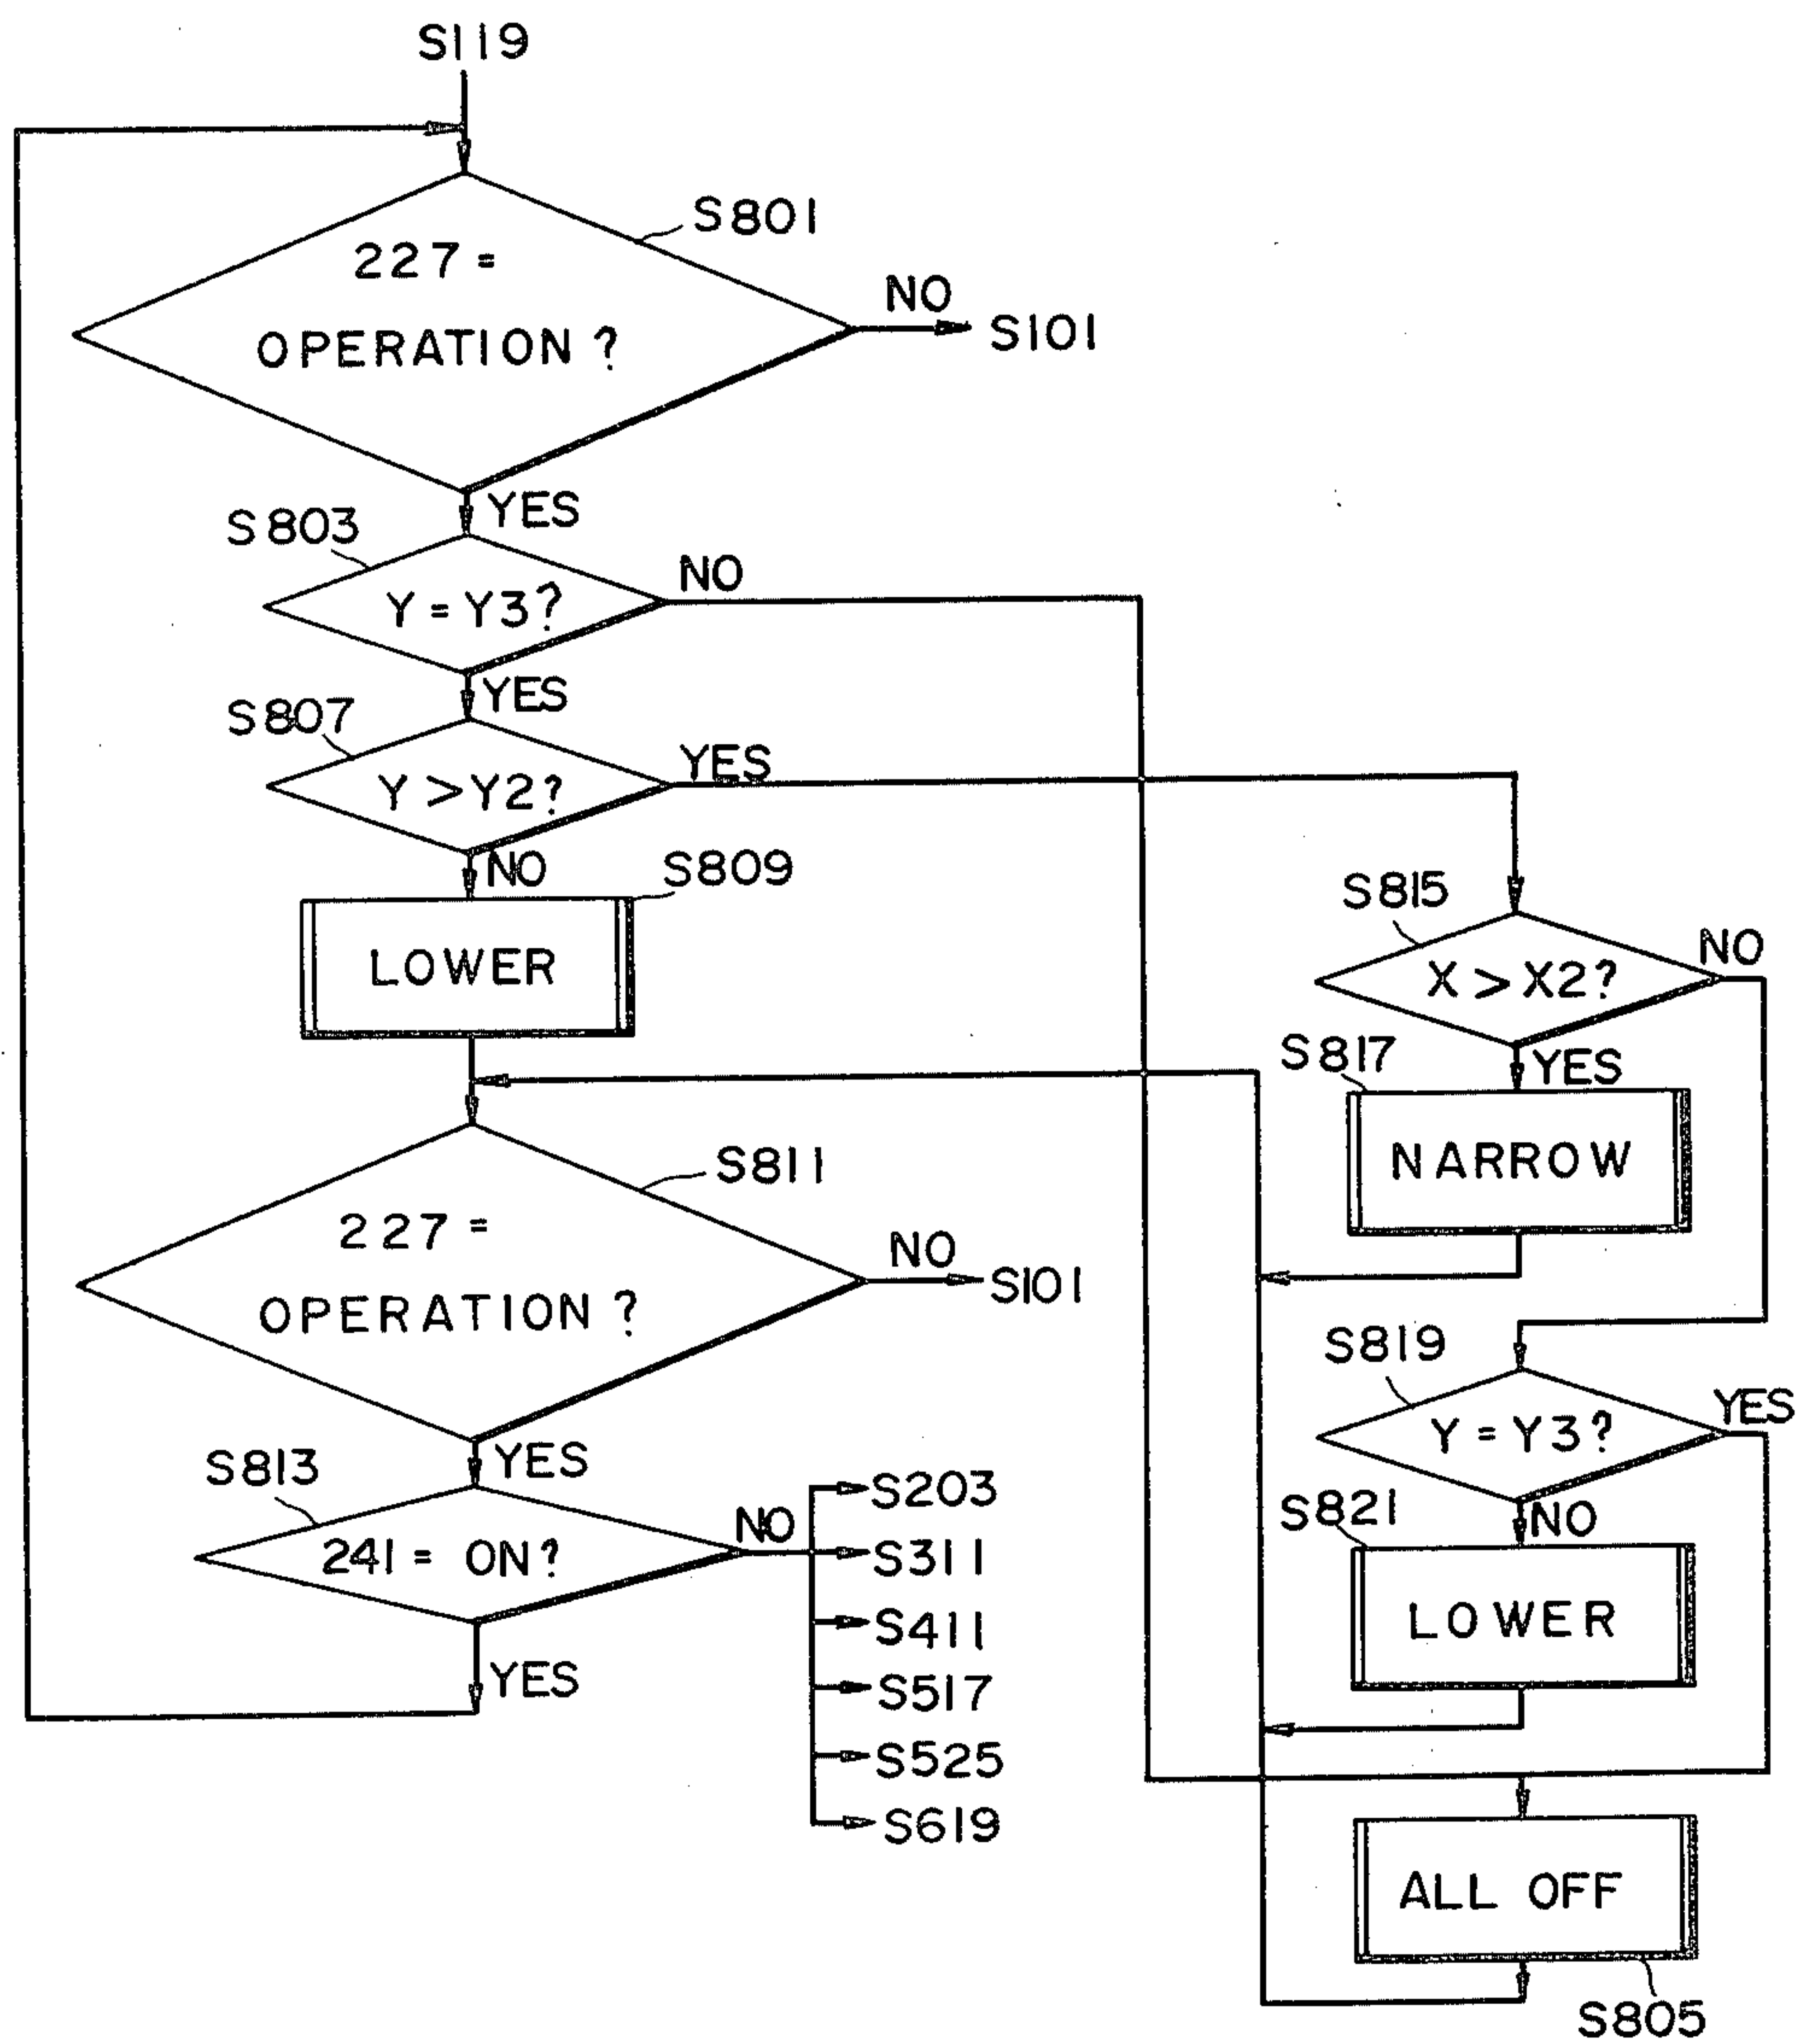 S119
S801
227 =
OPERATION ?
NO
S101
YES
S803
Y = Y3?
NO
YES
S807
Y > Y2?
YES
NO
S809
LOWER
S815
X > X2?
NO
S817
YES
NARROW
S811
227 =
OPERATION ?
NO
S101
YES
S813
241 = ON?
NO
YES
S203
S311
S411
S517
S525
S619
S819
Y = Y3?
YES
S821
NO
LOWER
ALL OFF
S805